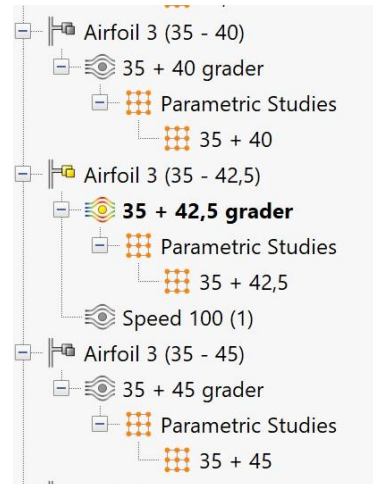 Airfoil 3 (35 - 40)
35 + 40 grader
Parametric Studies
35 + 40
Airfoil 3 (35 - 42,5)
35 + 42,5 grader
Parametric Studies
35 + 42,5
Speed 100 (1)
Airfoil 3 (35 - 45)
35 + 45 grader
Parametric Studies
35 + 45